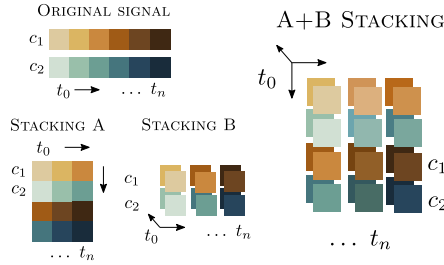 Original signal
c₁
c₂
t₀ ... tₙ
Stacking A
t₀
c₁
c₂
... tₙ
Stacking B
c₁
c₂
t₀ ... tₙ
A+B Stacking
t₀
c₁
c₂
... tₙ